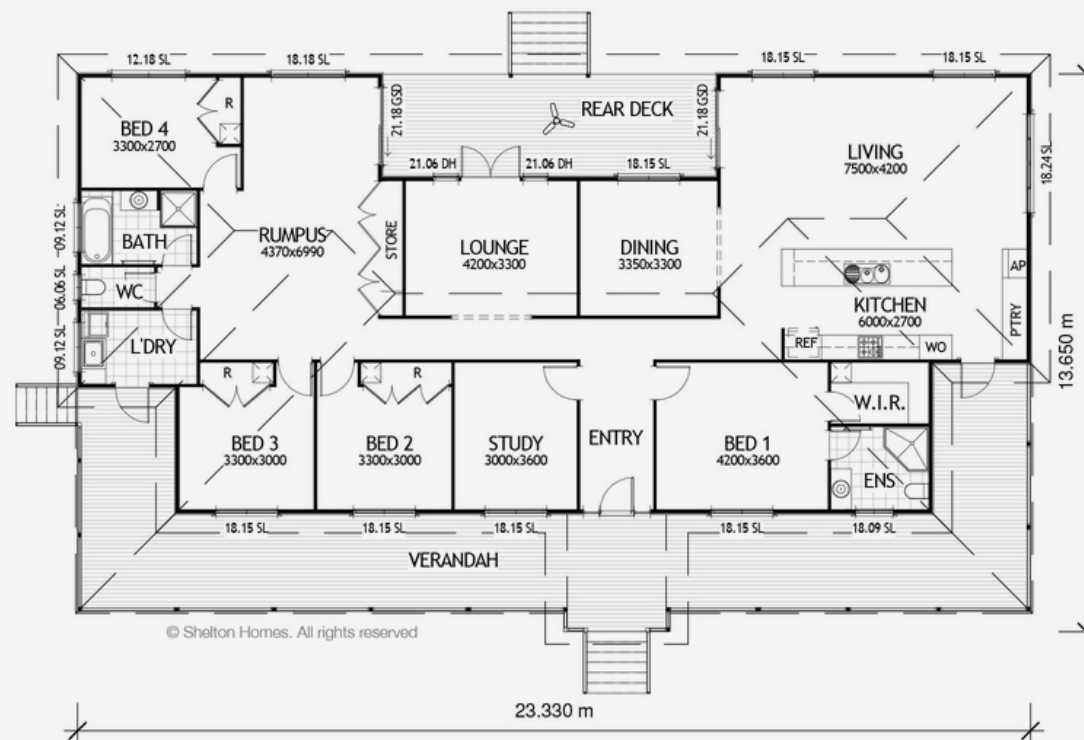 12.18 SL
18.18 SL
18.15 SL
18.15 SL
R
BED 4
3300x2700
21.18 GSD
REAR DECK
21.18 GSD
LIVING
7500x4200
18.24 SL
21.06 DH
21.06 DH
18.15 SL
09.12 SL
BATH
RUMPUS
4370x6990
STORE
LOUNGE
4200x3300
DINING
3350x3300
AP
06.06 SL
WC
KITCHEN
6000x2700
PTRY
09.12 SL
L'DRY
REF
WO
13.650 m
R
R
W.I.R.
BED 3
3300x3000
BED 2
3300x3000
STUDY
3000x3600
ENTRY
BED 1
4200x3600
ENS
18.15 SL
18.15 SL
18.15 SL
18.15 SL
18.09 SL
VERANDAH
© Shelton Homes. All rights reserved
23.330 m